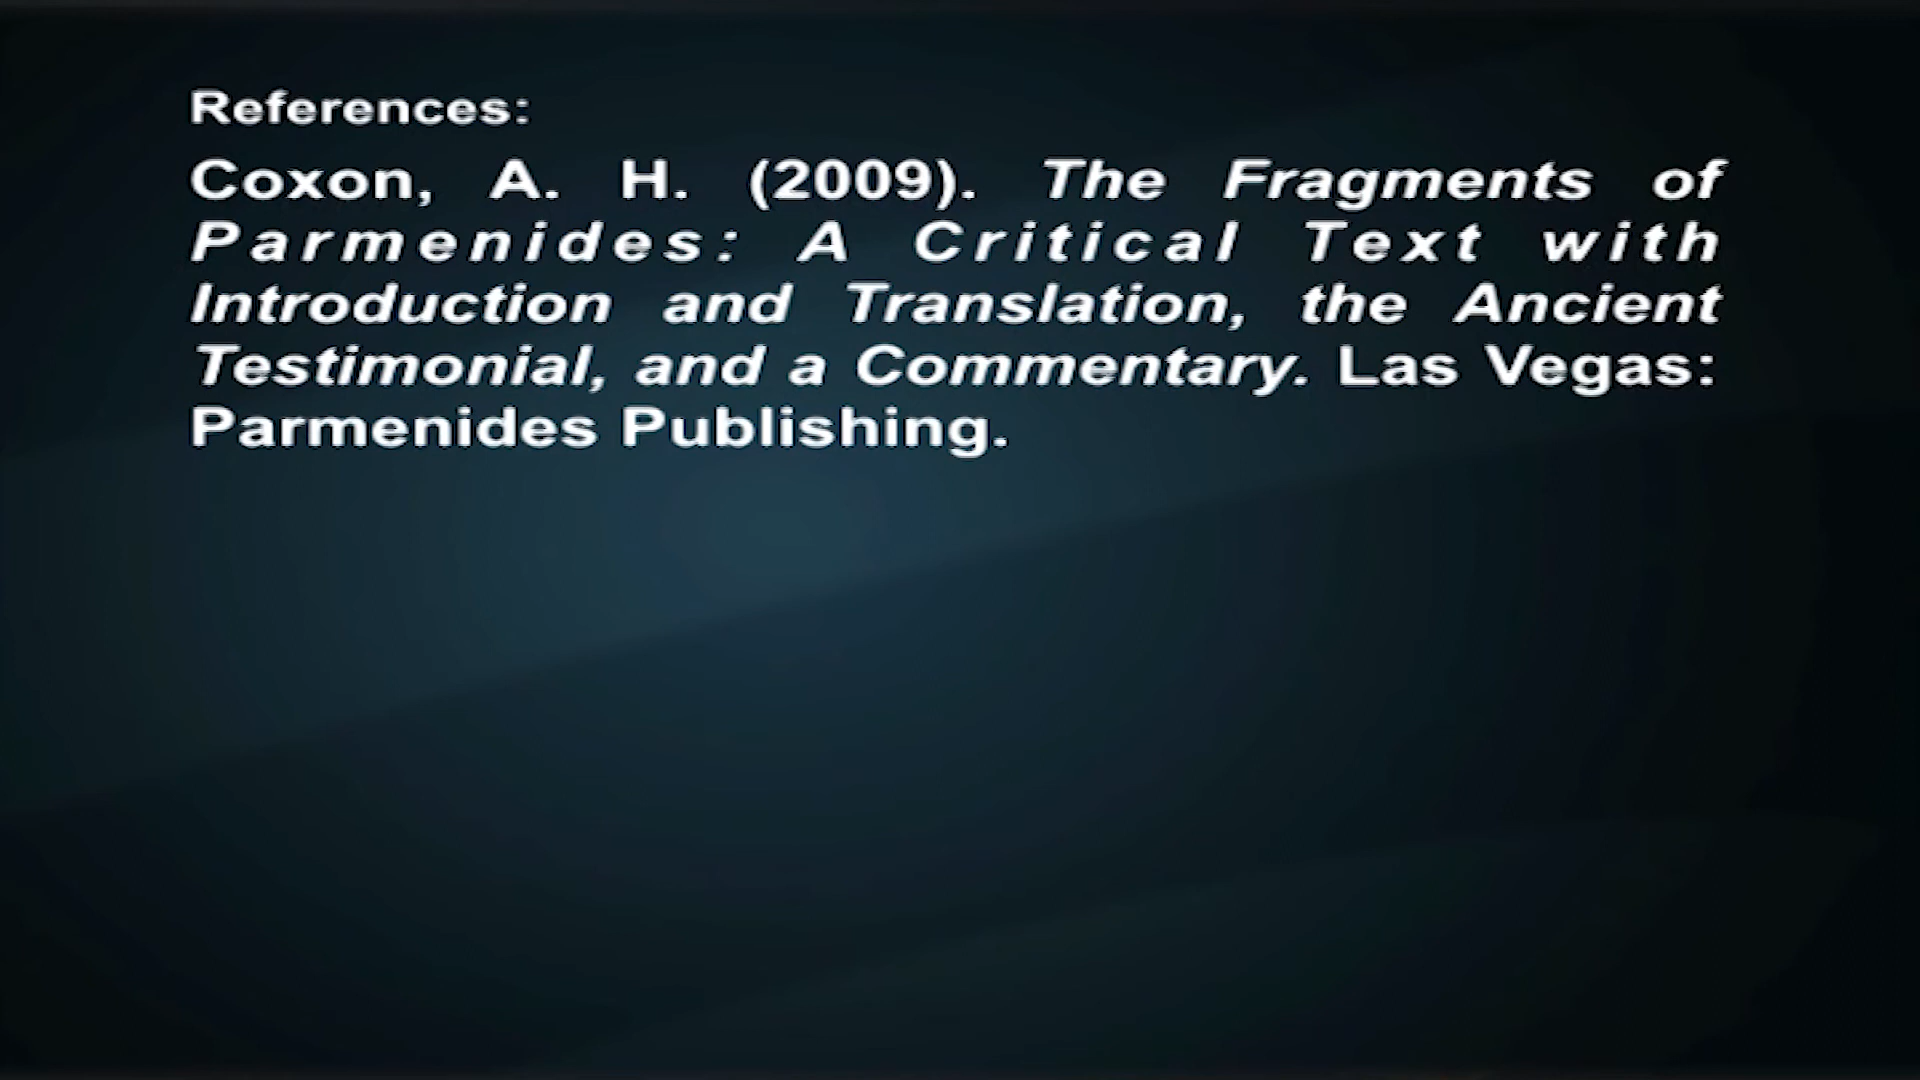 References:
Coxon, A. H. (2009). The Fragments of
Parmenides: A Critical Text with
Introduction and Translation, the Ancient
Testimonial, and a Commentary. Las Vegas:
Parmenides Publishing.